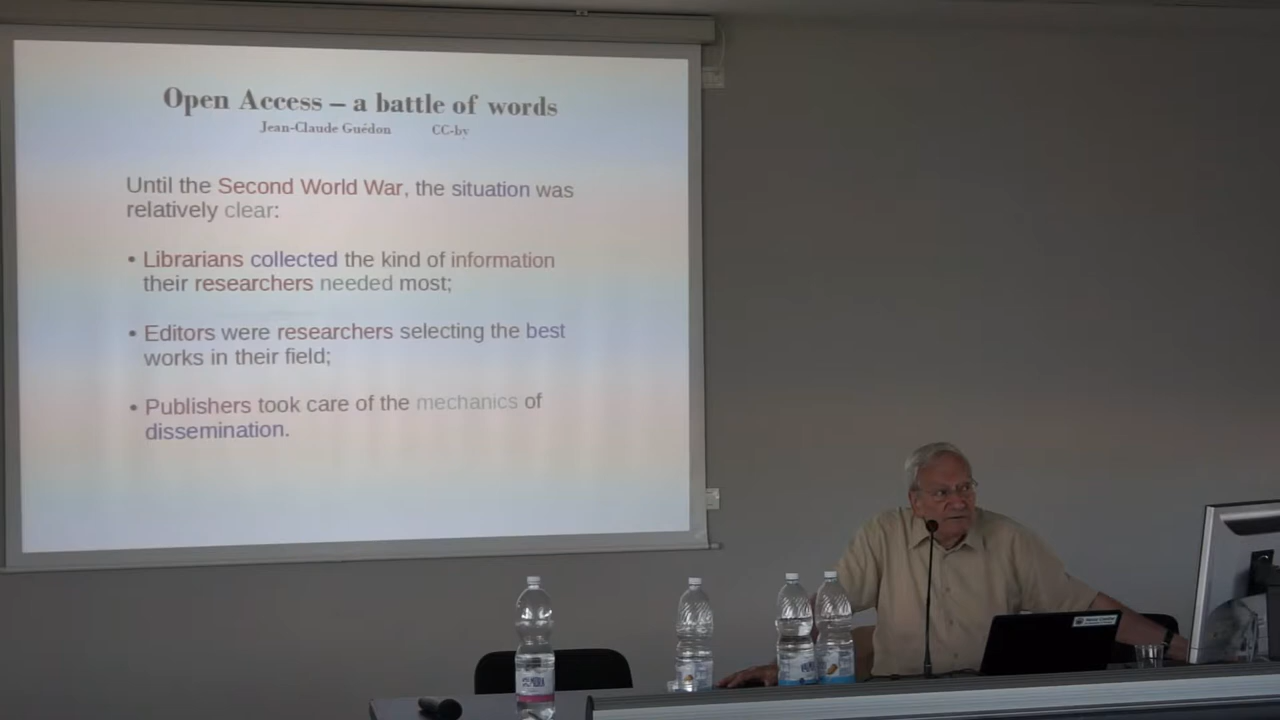 Open Access – a battle of words
Jean-Claude Guédon CC-by
Until the Second World War, the situation was
relatively clear:
• Librarians collected the kind of information
their researchers needed most;
• Editors were researchers selecting the best
works in their field;
• Publishers took care of the mechanics of
dissemination.